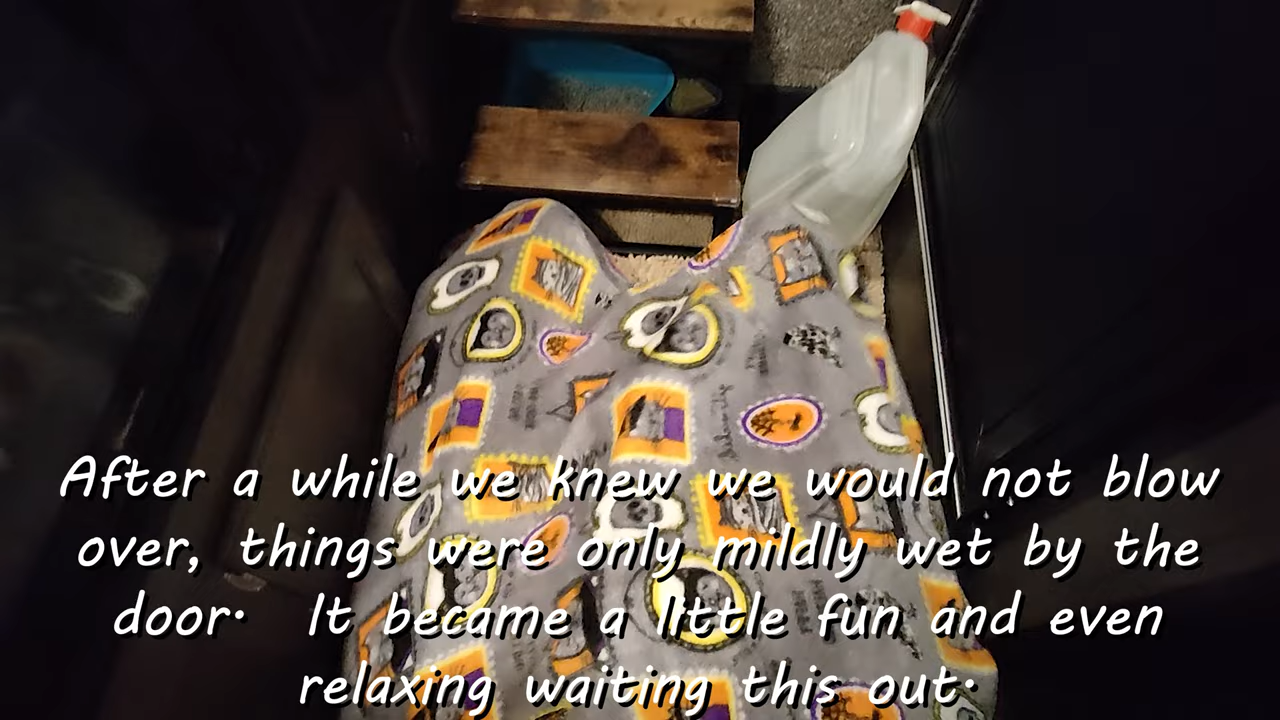 After a while we knew we would not blow
over, things were only mildly wet by the
door. It became a little fun and even
relaxing waiting this out.